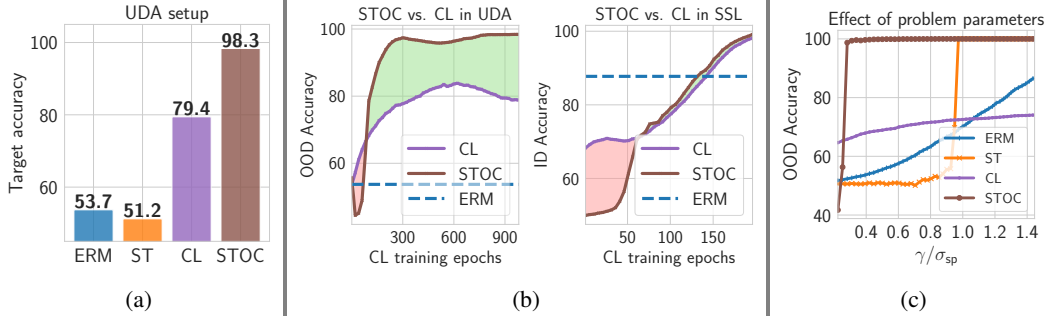 UDA setup
Target accuracy
100
80
60
53.7
51.2
79.4
98.3
ERM ST CL STOC
(a)
STOC vs. CL in UDA
OOD Accuracy
100
80
60
CL
STOC
ERM
300 600 900
CL training epochs
STOC vs. CL in SSL
ID Accuracy
100
80
60
CL
STOC
ERM
50 100 150
CL training epochs
(b)
Effect of problem parameters
OOD Accuracy
100
80
60
40
ERM
ST
CL
STOC
0.4 0.6 0.8 1.0 1.2 1.4
γ/σsp
(c)